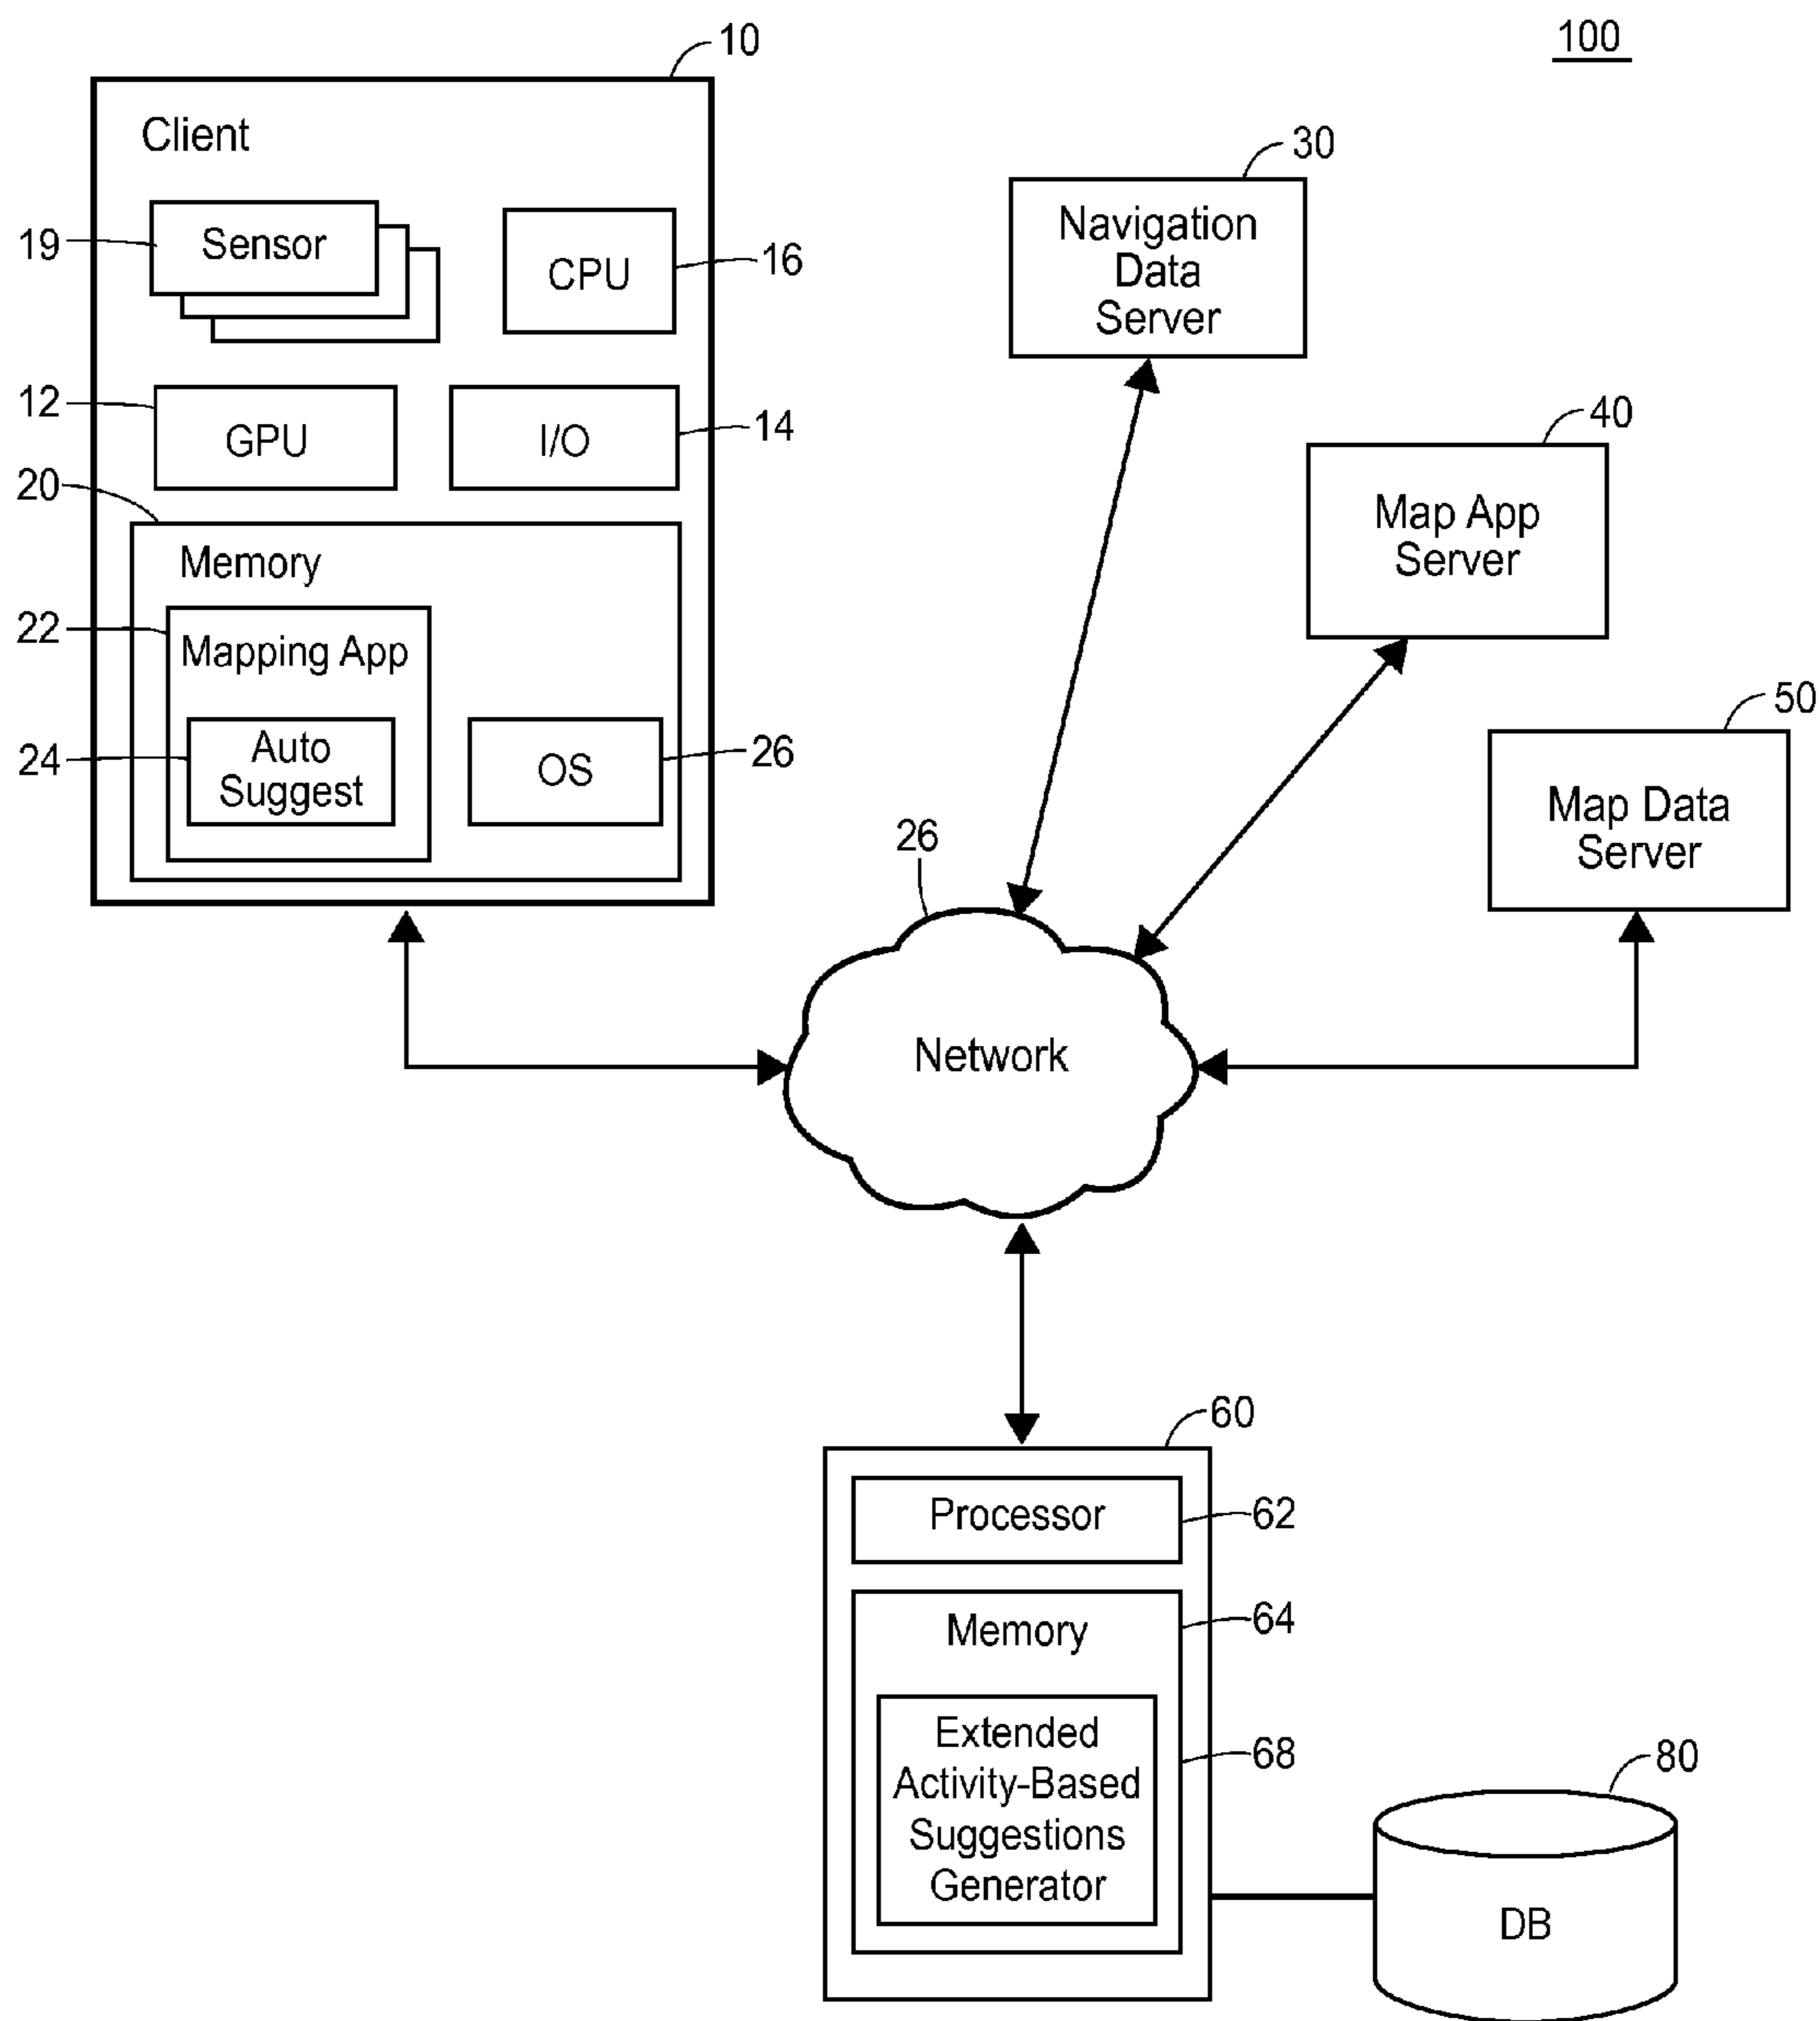 100
10
Client
19
Sensor
CPU
16
12
GPU
I/O
14
20
Memory
22
Mapping App
24
Auto
Suggest
OS
26
30
Navigation
Data
Server
40
Map App
Server
50
Map Data
Server
26
Network
60
Processor
62
Memory
64
Extended
Activity-Based
Suggestions
Generator
68
80
DB